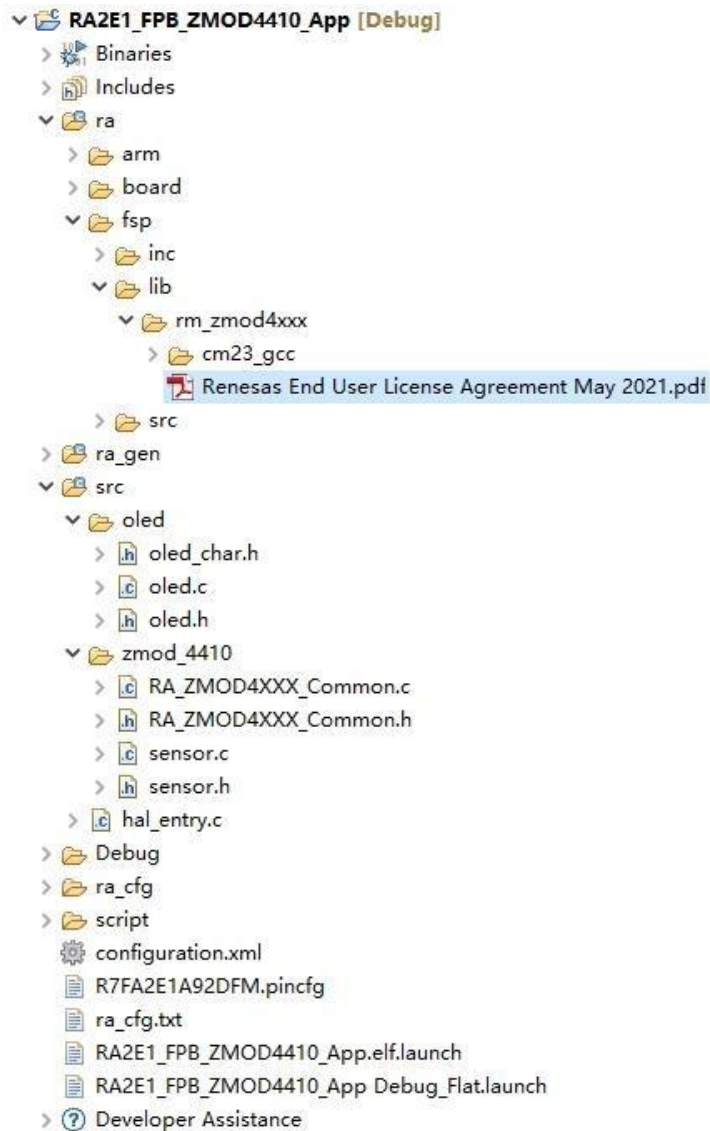 RA2E1_FPB_ZMOD4410_App [Debug]
Binaries
Includes
ra
arm
board
fsp
inc
lib
rm_zmod4xxx
cm23_gcc
Renesas End User License Agreement May 2021.pdf
src
ra_gen
src
oled
oled_char.h
oled.c
oled.h
zmod_4410
RA_ZMOD4XXX_Common.c
RA_ZMOD4XXX_Common.h
sensor.c
sensor.h
hal_entry.c
Debug
ra_cfg
script
configuration.xml
R7FA2E1A92DFM.pincfg
ra_cfg.txt
RA2E1_FPB_ZMOD4410_App.elf.launch
RA2E1_FPB_ZMOD4410_App Debug_Flat.launch
Developer Assistance